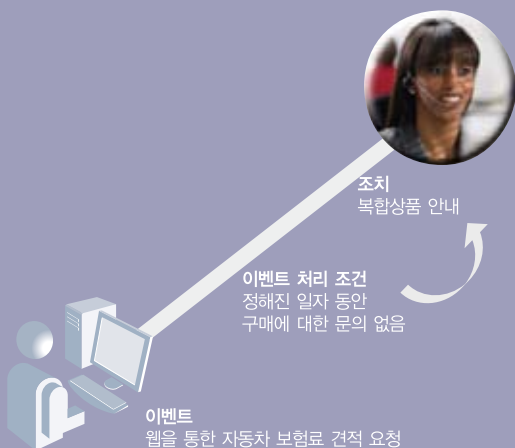 조치
복합상품 안내
이벤트 처리 조건
정해진 일자 동안
구매에 대한 문의 없음
이벤트
웹을 통한 자동차 보험료 견적 요청